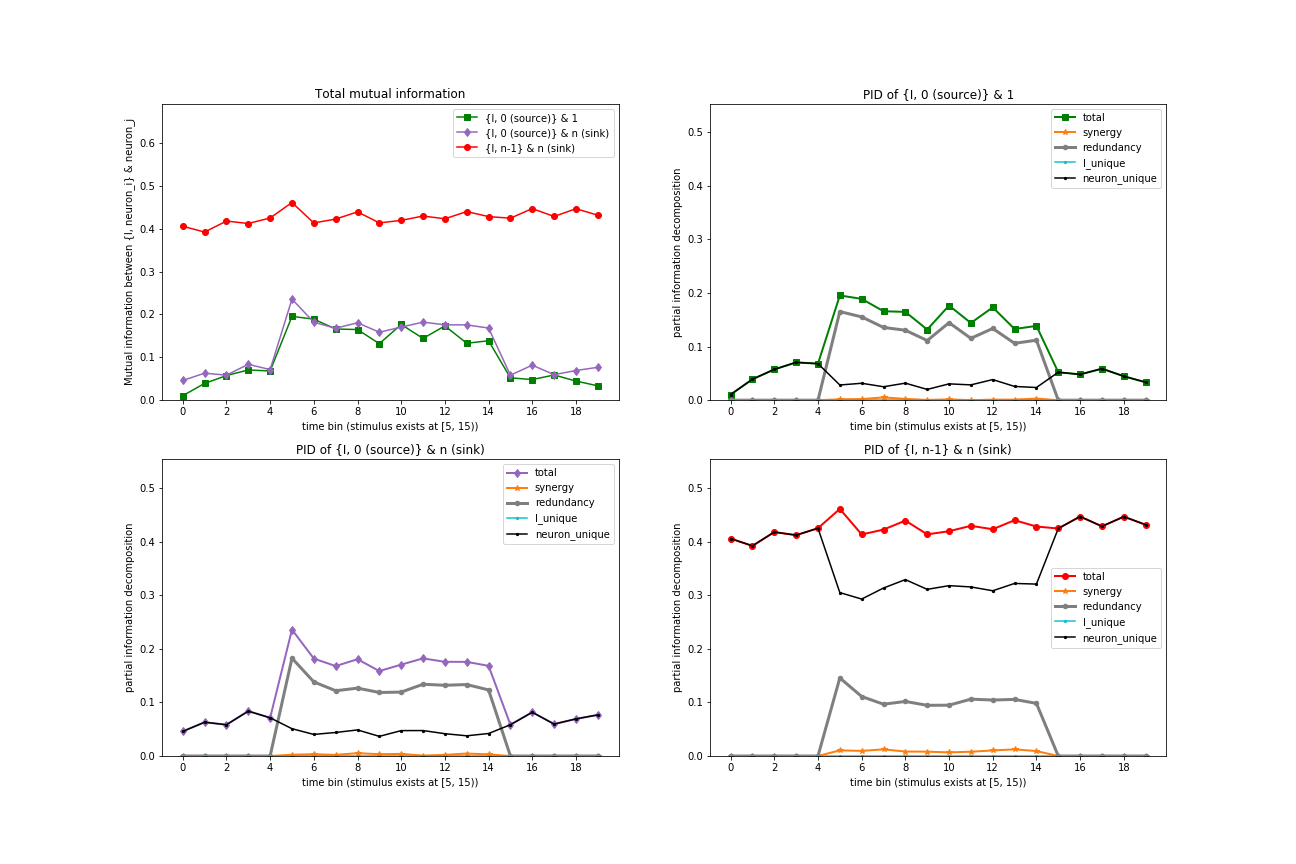 Total mutual information
Mutual information between {I, neuron_i} & neuron_j
0.6
0.5
0.4
0.3
0.2
0.1
0.0
{I, 0 (source)} & 1
{I, 0 (source)} & n (sink)
{I, n-1} & n (sink)
0 2 4 6 8 10 12 14 16 18
time bin (stimulus exists at [5, 15))
PID of {I, 0 (source)} & 1
partial information decomposition
0.5
0.4
0.3
0.2
0.1
0.0
total
synergy
redundancy
I_unique
neuron_unique
0 2 4 6 8 10 12 14 16 18
time bin (stimulus exists at [5, 15))
PID of {I, 0 (source)} & n (sink)
partial information decomposition
0.5
0.4
0.3
0.2
0.1
0.0
total
synergy
redundancy
I_unique
neuron_unique
0 2 4 6 8 10 12 14 16 18
time bin (stimulus exists at [5, 15))
PID of {I, n-1} & n (sink)
partial information decomposition
0.5
0.4
0.3
0.2
0.1
0.0
total
synergy
redundancy
I_unique
neuron_unique
0 2 4 6 8 10 12 14 16 18
time bin (stimulus exists at [5, 15))